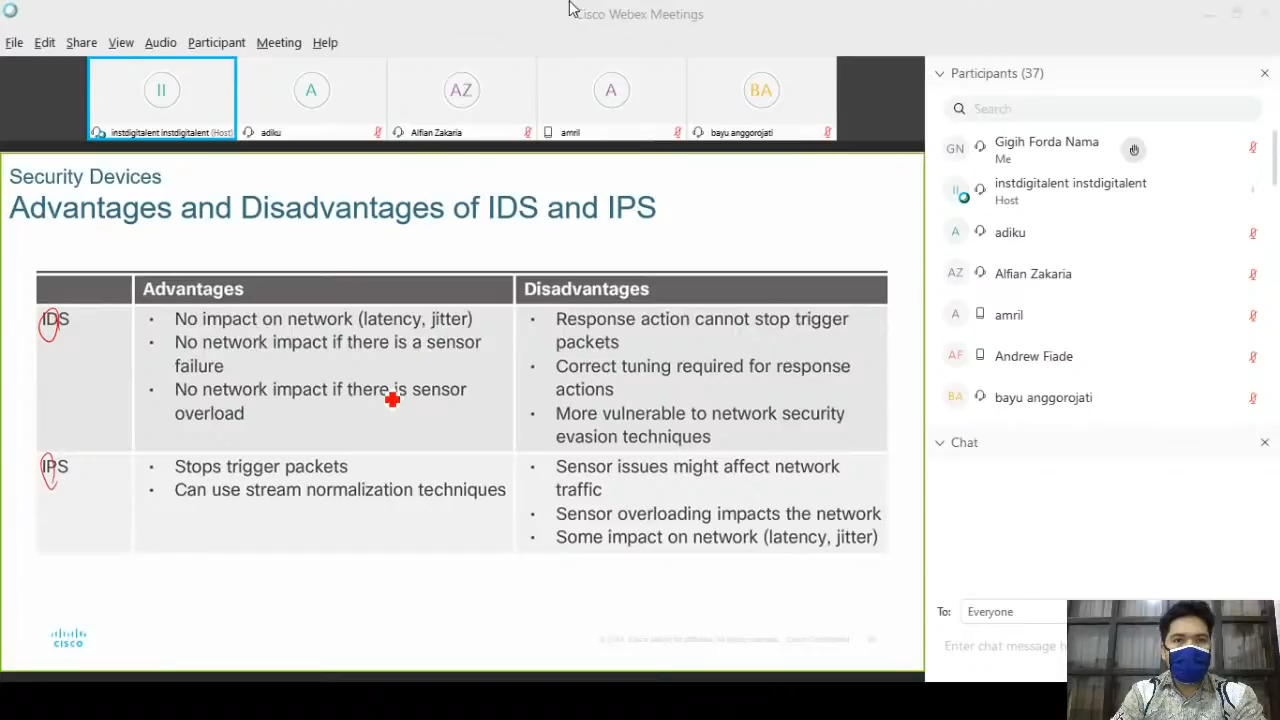 Cisco Webex Meetings
File Edit Share View Audio Participant Meeting Help
II A AZ A BA
instdigitalent instdigitalent (Host) adiku Alfian Zakaria amril bayu anggorojati
Security Devices
Advantages and Disadvantages of IDS and IPS
Advantages Disadvantages
IDS
• No impact on network (latency, jitter)
• No network impact if there is a sensor
failure
• No network impact if there is sensor
overload
• Response action cannot stop trigger
packets
• Correct tuning required for response
actions
• More vulnerable to network security
evasion techniques
IPS
• Stops trigger packets
• Can use stream normalization techniques
• Sensor issues might affect network
traffic
• Sensor overloading impacts the network
• Some impact on network (latency, jitter)
CISCO
Participants (37)
Search
GN Gigih Forda Nama
Me
II instdigitalent instdigitalent
Host
A adiku
AZ Alfian Zakaria
A amril
AF Andrew Fiade
BA bayu anggorojati
Chat
To: Everyone
Enter chat message